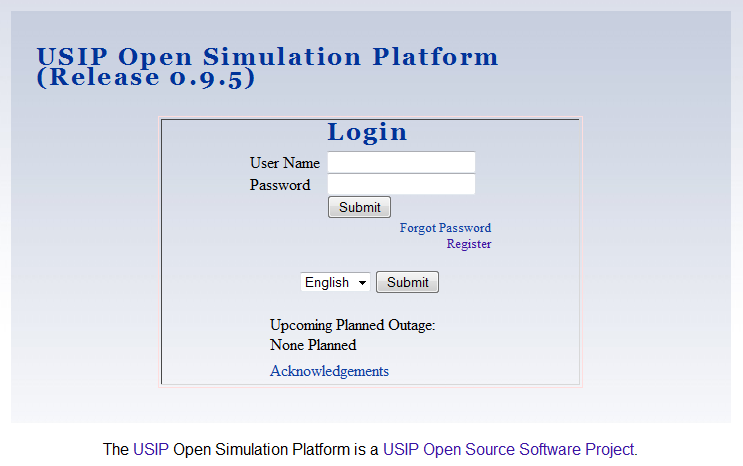 USIP Open Simulation Platform
(Release 0.9.5)
Login
User Name
Password
Submit
Forgot Password
Register
English Submit
Upcoming Planned Outage:
None Planned
Acknowledgements
The USIP Open Simulation Platform is a USIP Open Source Software Project.